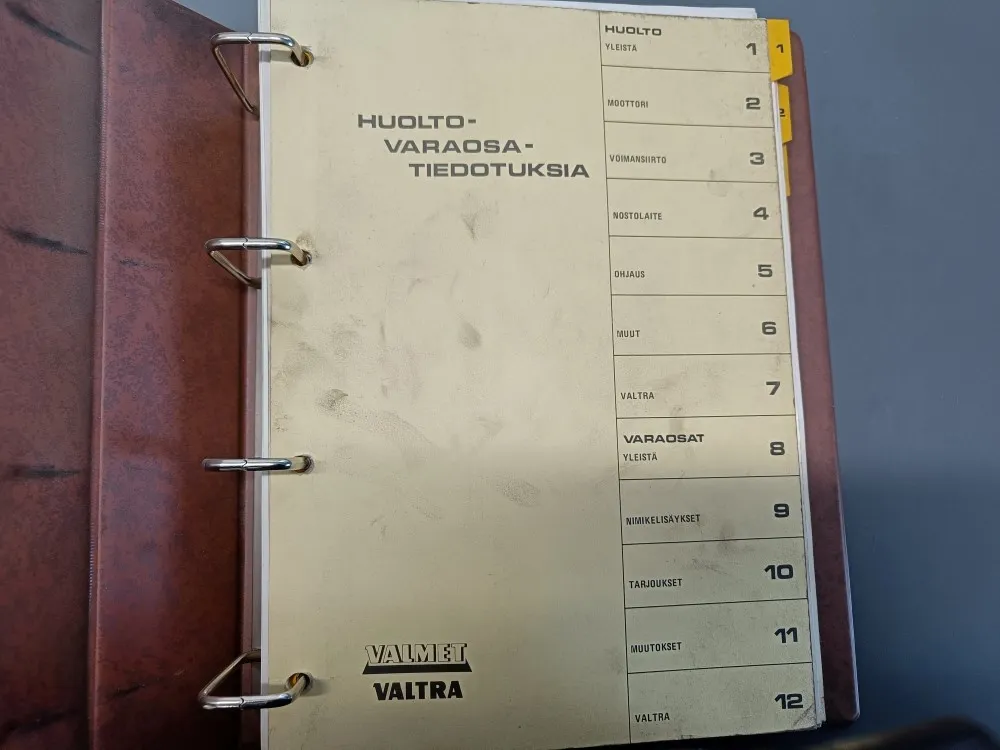 HUOLTO-
VARAOSA-
TIEDOTUKSIA
HUOLTO
YLEISTÄ 1
MOOTTORI 2
VOIMANSIIRTO 3
NOSTOLAITE 4
OHJAUS 5
MUUT 6
VALTRA 7
VARAOSAT
YLEISTÄ 8
NIMIKELISÄYKSET 9
TARJOUKSET 10
MUUTOKSET 11
VALTRA 12
1
2
VALMET
VALTRA